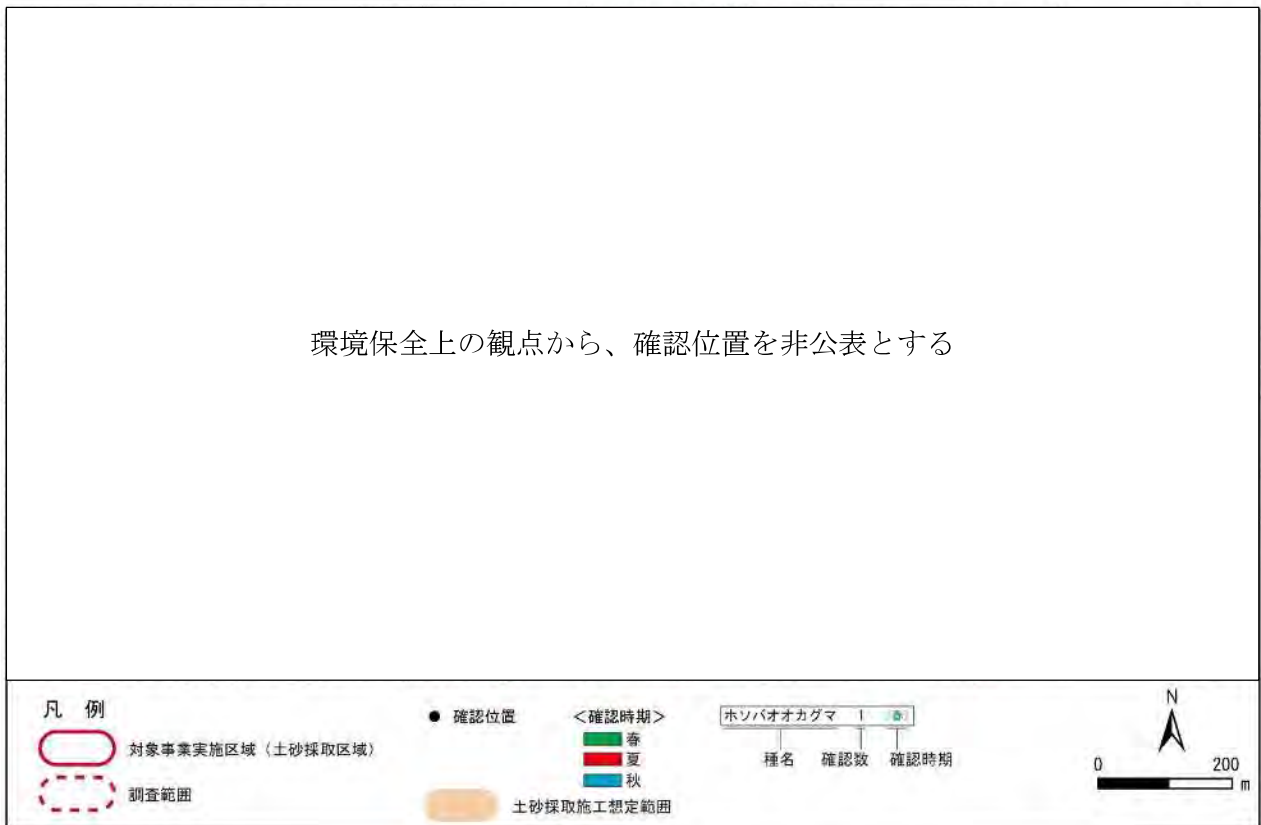 環境保全上の観点から、確認位置を非公表とする
凡 例
対象事業実施区域（土砂採取区域）
調査範囲
● 確認位置
＜確認時期＞
春
夏
秋
土砂採取施工想定範囲
ホソバオオカグマ 1 春
種名 確認数 確認時期
N
0 200
m